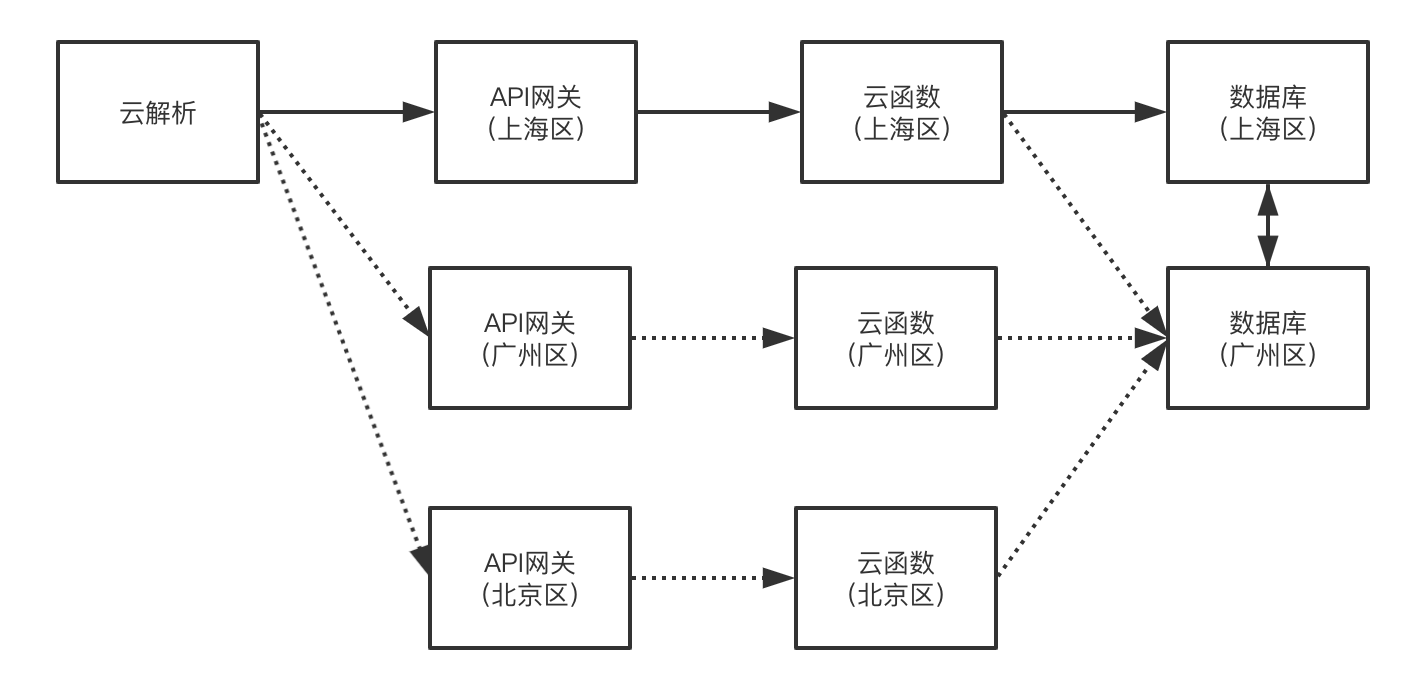 云解析
API网关
(上海区)
云函数
(上海区)
数据库
(上海区)
API网关
(广州区)
云函数
(广州区)
数据库
(广州区)
API网关
(北京区)
云函数
(北京区)